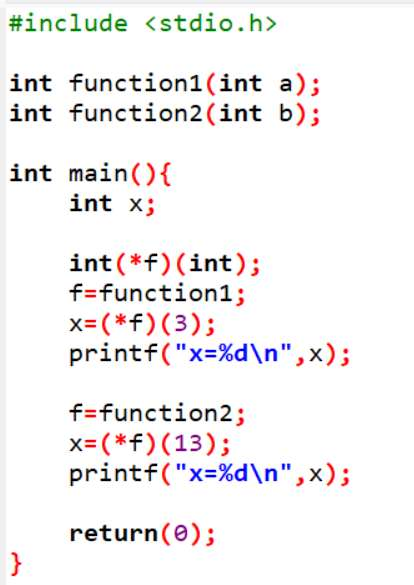 #include <stdio.h>

int function1(int a);
int function2(int b);

int main(){
    int x;

    int(*f)(int);
    f=function1;
    x=(*f)(3);
    printf("x=%d\n",x);

    f=function2;
    x=(*f)(13);
    printf("x=%d\n",x);

    return(0);
}